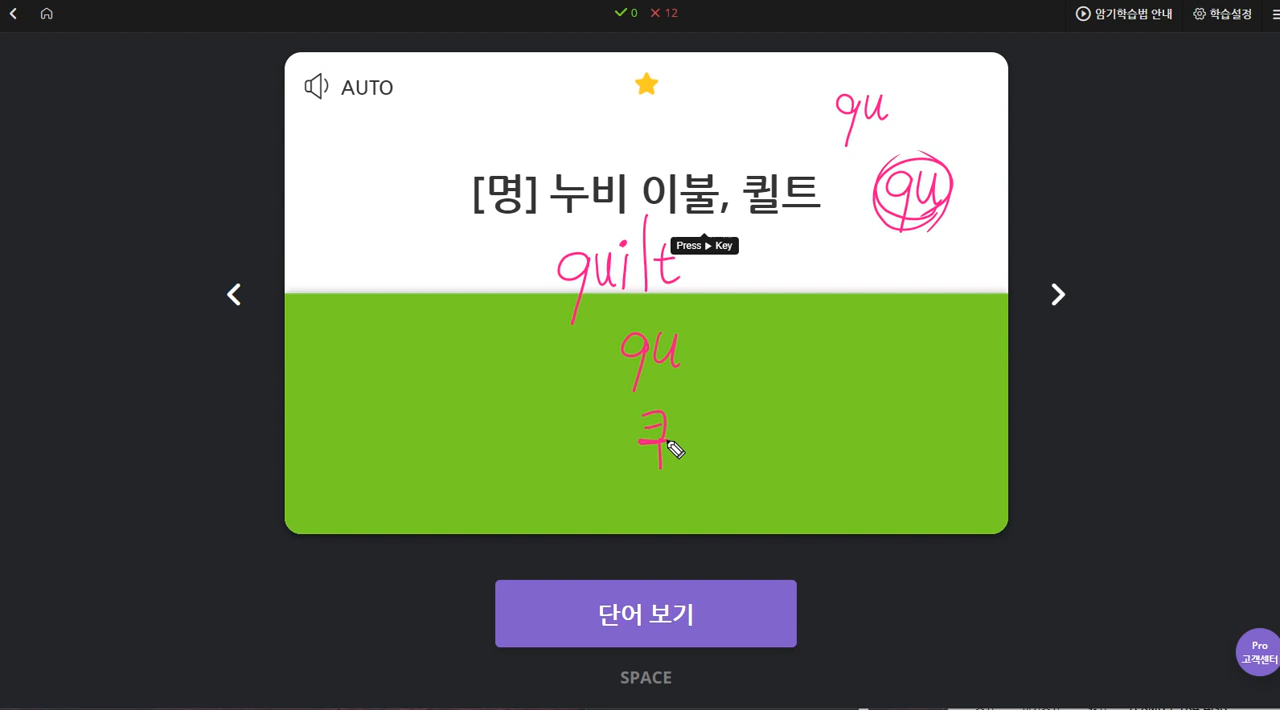 0 12 암기학습법 안내 학습설정
AUTO
qu
[명] 누비 이불, 퀼트
qu
Press ▶ Key
quilt
qu
쿠
단어 보기
SPACE
Pro
고객센터